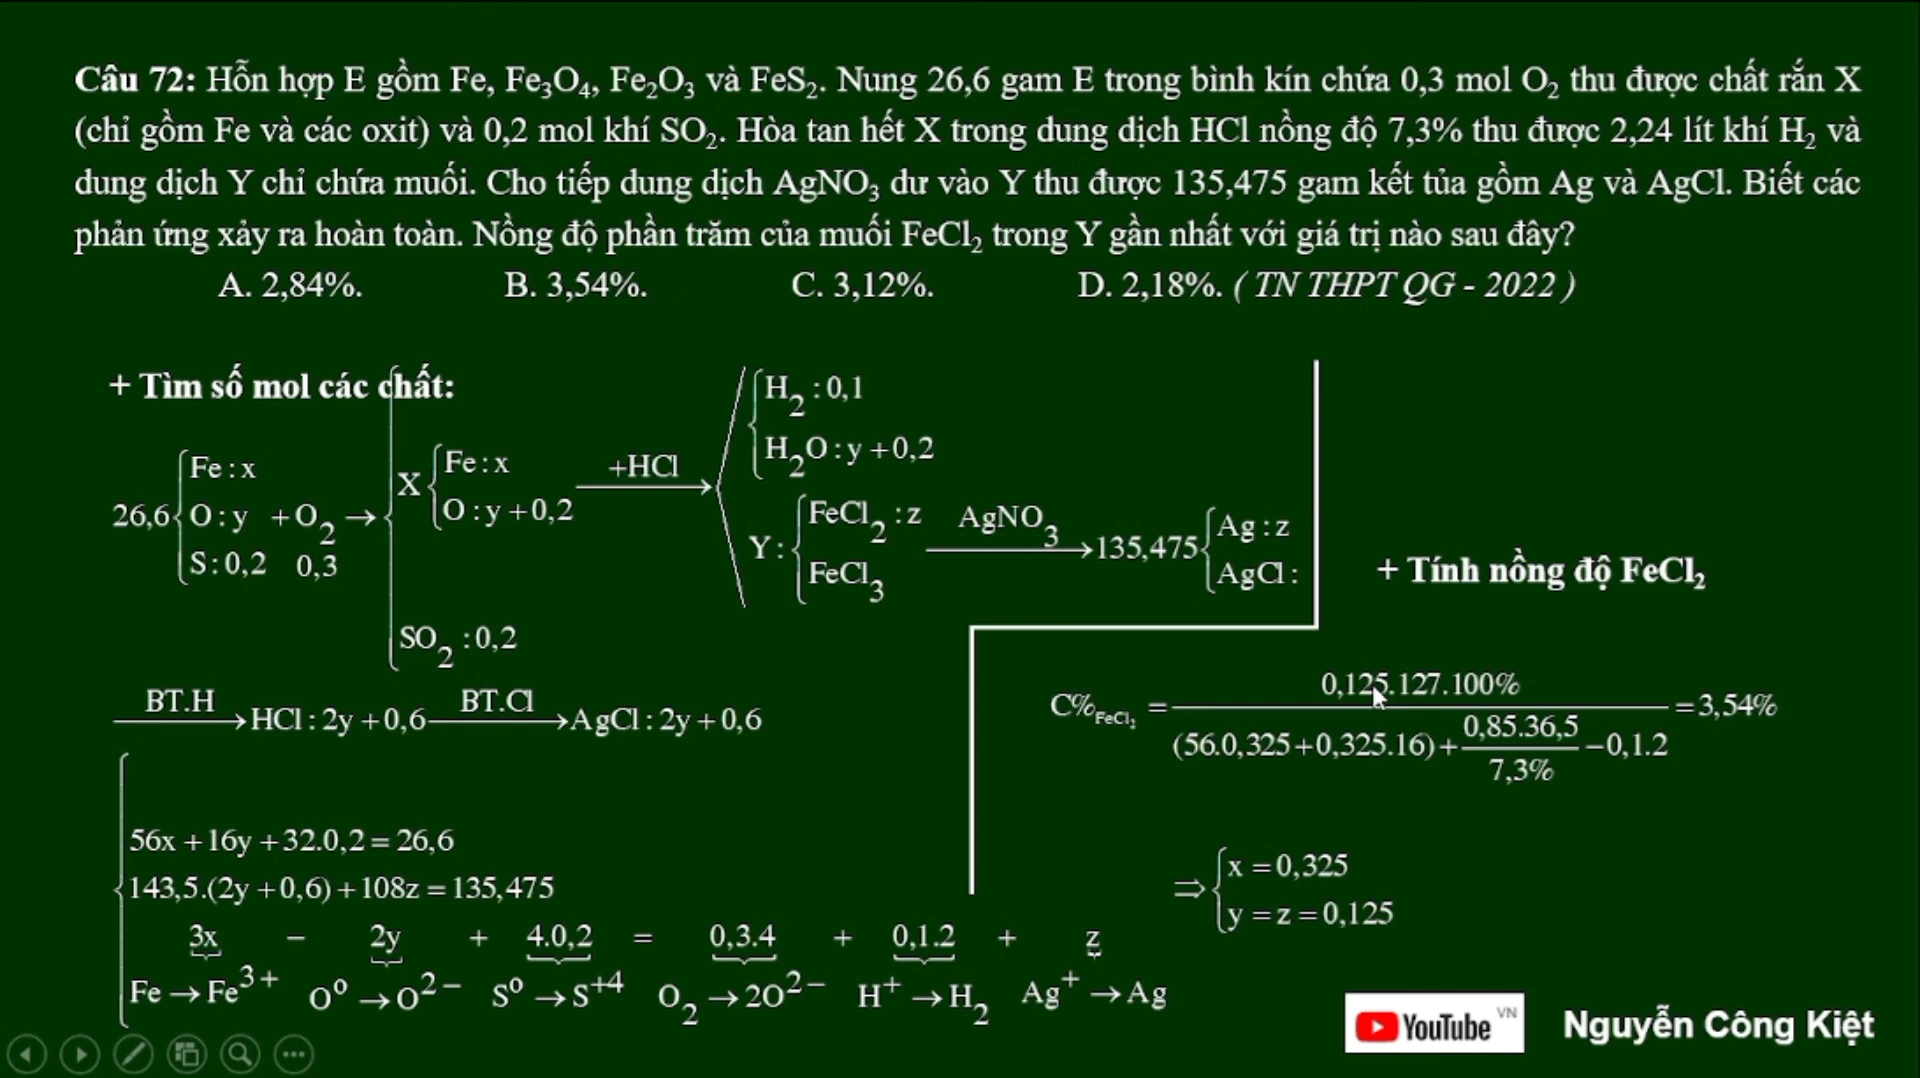 Câu 72: Hỗn hợp E gồm Fe, Fe₃O₄, Fe₂O₃ và FeS₂. Nung 26,6 gam E trong bình kín chứa 0,3 mol O₂ thu được chất rắn X
(chỉ gồm Fe và các oxit) và 0,2 mol khí SO₂. Hòa tan hết X trong dung dịch HCl nồng độ 7,3% thu được 2,24 lít khí H₂ và
dung dịch Y chỉ chứa muối. Cho tiếp dung dịch AgNO₃ dư vào Y thu được 135,475 gam kết tủa gồm Ag và AgCl. Biết các
phản ứng xảy ra hoàn toàn. Nồng độ phần trăm của muối FeCl₂ trong Y gần nhất với giá trị nào sau đây?
A. 2,84%. B. 3,54%. C. 3,12%. D. 2,18%. ( TN THPT QG - 2022 )
+ Tìm số mol các chất:
26,6 { Fe : x
O : y + O₂ →
S : 0,2 0,3
X { Fe : x
O : y + 0,2
SO₂ : 0,2
+HCl
H₂ : 0,1
H₂O : y + 0,2
Y : { FeCl₂ : z
FeCl₃
AgNO₃
→ 135,475 { Ag : z
AgCl :
BT.H → HCl : 2y + 0,6 BT.Cl → AgCl : 2y + 0,6
56x + 16y + 32.0,2 = 26,6
143,5.(2y + 0,6) + 108z = 135,475
3x − 2y + 4.0,2 = 0,3.4 + 0,1.2 + z
Fe → Fe³⁺ O⁰ → O²⁻ S⁰ → S⁺⁴ O₂ → 2O²⁻ H⁺ → H₂ Ag⁺ → Ag
+ Tính nồng độ FeCl₂
0,125.127.100%
C%FeCl₂ = = 3,54%
(56.0,325 + 0,325.16) + 0,85.36,5 − 0,1.2
7,3%
⇒ { x = 0,325
y = z = 0,125
YouTube VN
Nguyễn Công Kiệt